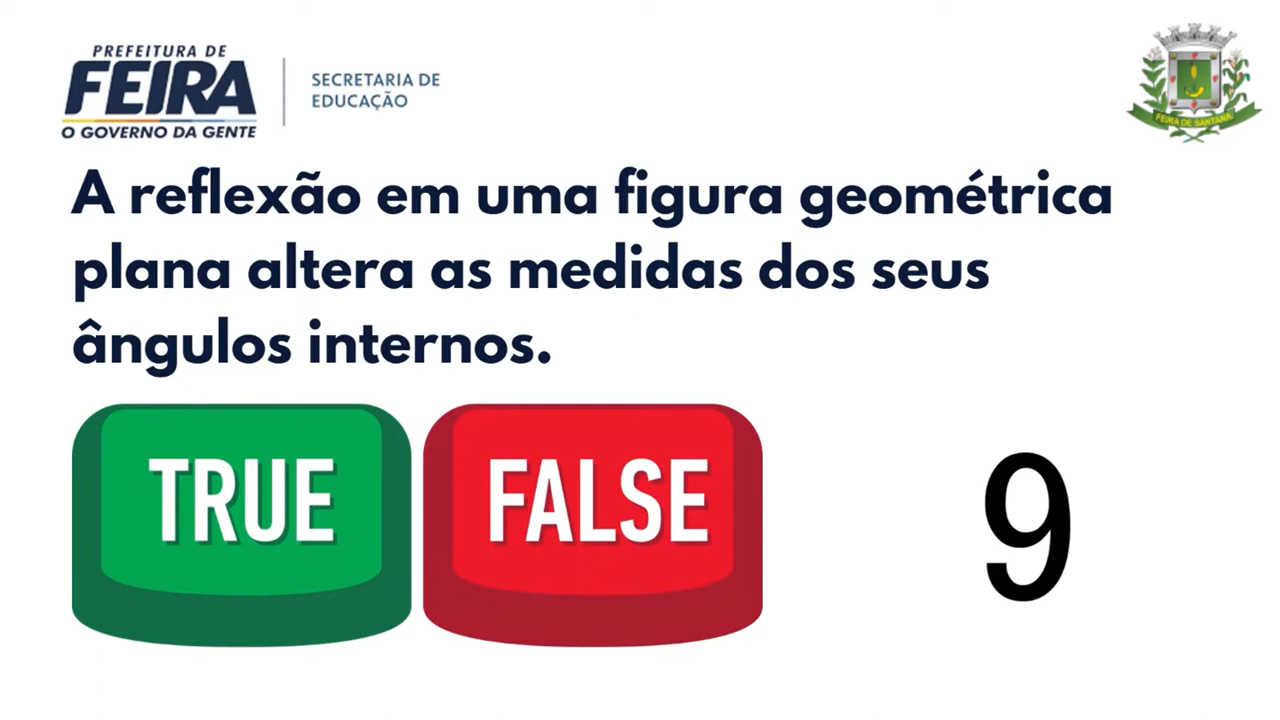 PREFEITURA DE
FEIRA
O GOVERNO DA GENTE
SECRETARIA DE
EDUCAÇÃO
FEIRA DE SANTANA
A reflexão em uma figura geométrica
plana altera as medidas dos seus
ângulos internos.
TRUE
FALSE
9